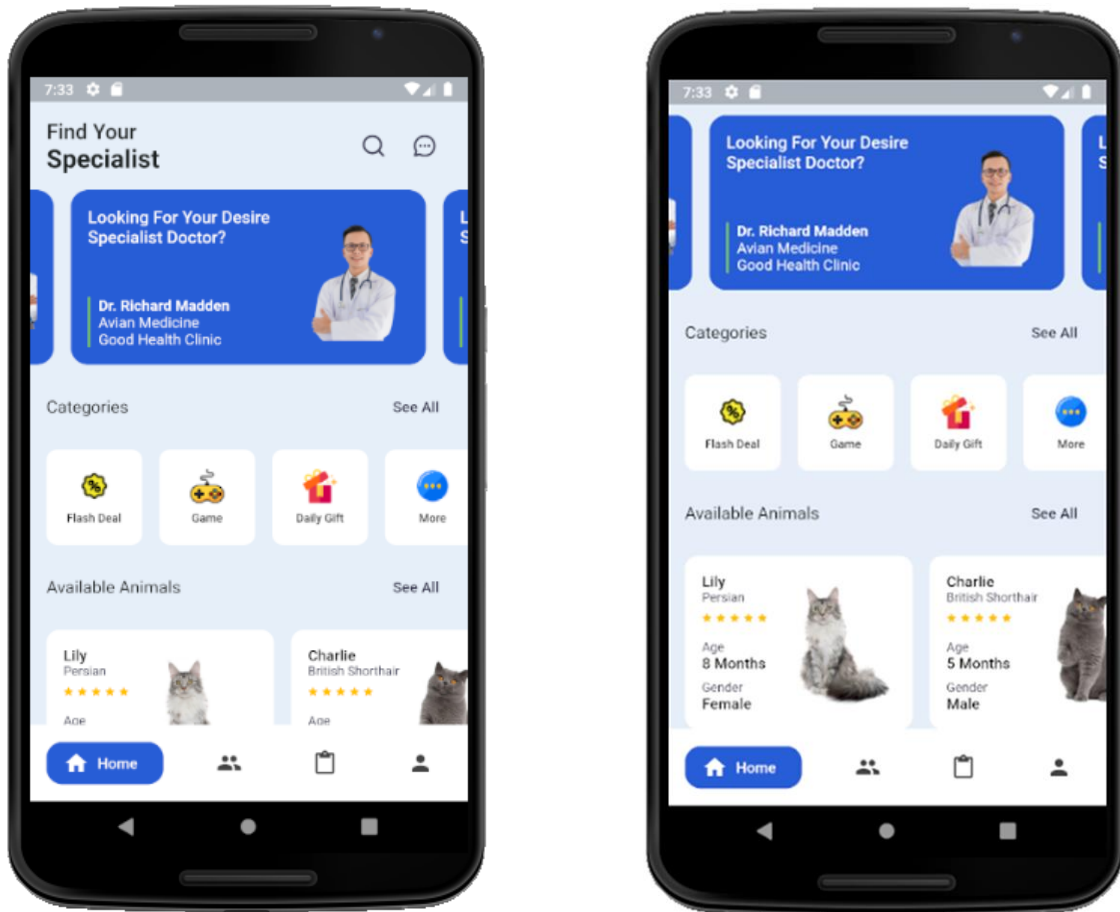 7:33
Find Your
Specialist
Looking For Your Desire
Specialist Doctor?
Dr. Richard Madden
Avian Medicine
Good Health Clinic
L
S
Categories
See All
Flash Deal
Game
Daily Gift
More
Available Animals
See All
Lily
Persian
Age
Charlie
British Shorthair
Age
Home
7:33
Looking For Your Desire
Specialist Doctor?
Dr. Richard Madden
Avian Medicine
Good Health Clinic
L
S
Categories
See All
Flash Deal
Game
Daily Gift
More
Available Animals
See All
Lily
Persian
Age
8 Months
Gender
Female
Charlie
British Shorthair
Age
5 Months
Gender
Male
Home